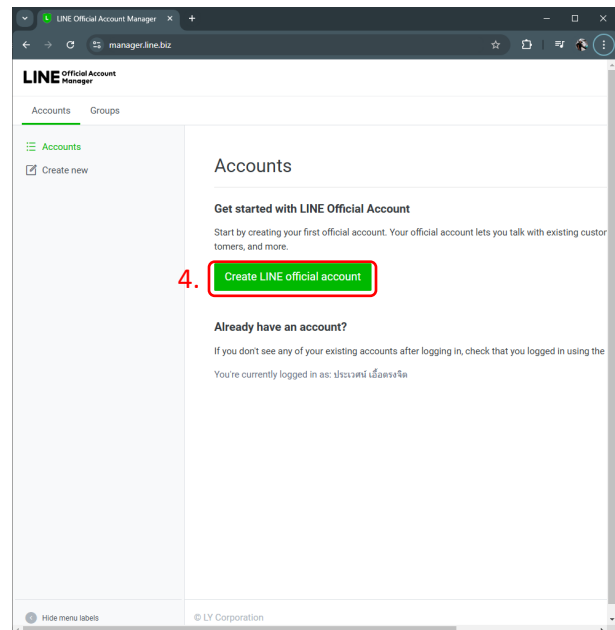 LINE Official Account Manager
manager.line.biz
LINE Official Account
Manager
Accounts Groups
Accounts
Create new
Accounts
Get started with LINE Official Account
Start by creating your first official account. Your official account lets you talk with existing custor
tomers, and more.
4. Create LINE official account
Already have an account?
If you don't see any of your existing accounts after logging in, check that you logged in using the
You're currently logged in as: ประเวศน์ เอื้อตรงจิต
Hide menu labels
© LY Corporation